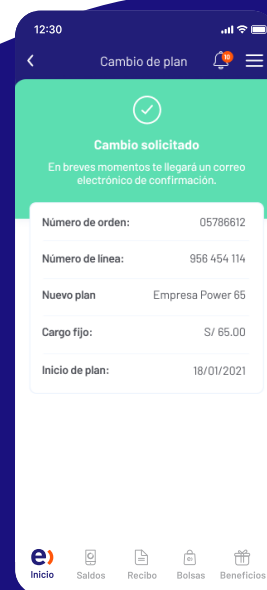 12:30
Cambio de plan
10
Cambio solicitado
En breves momentos te llegará un correo
electrónico de confirmación.
Número de orden: 05786612
Número de línea: 956 454 114
Nuevo plan Empresa Power 65
Cargo fijo: S/ 65.00
Inicio de plan: 18/01/2021
e)
Inicio Saldos Recibo Bolsas Beneficios